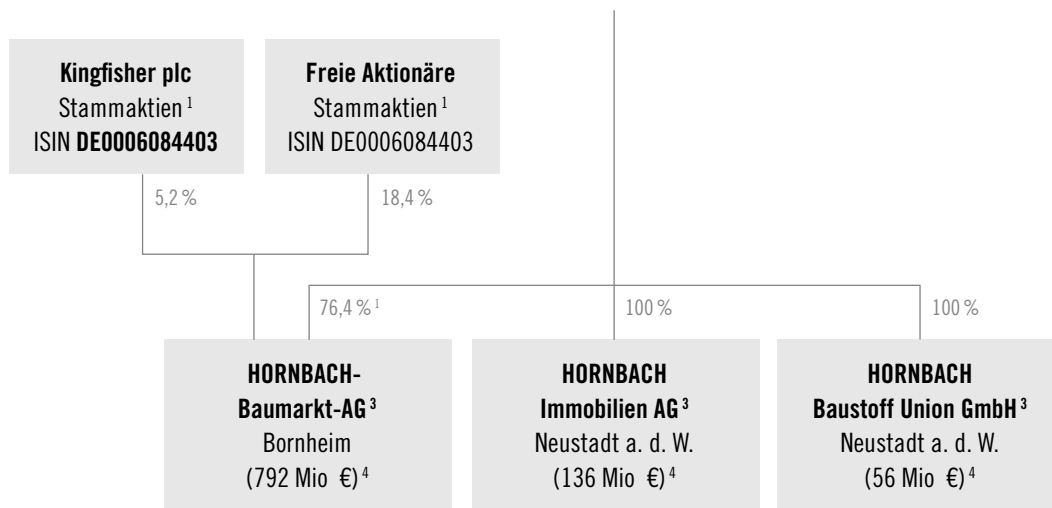 Kingfisher plc
Stammaktien ¹
ISIN DE0006084403
Freie Aktionäre
Stammaktien ¹
ISIN DE0006084403
5,2 %
18,4 %
76,4 % ¹
100 %
100 %
HORNBACH-
Baumarkt-AG ³
Bornheim
(792 Mio €) ⁴
HORNBACH
Immobilien AG ³
Neustadt a. d. W.
(136 Mio €) ⁴
HORNBACH
Baustoff Union GmbH ³
Neustadt a. d. W.
(56 Mio €) ⁴